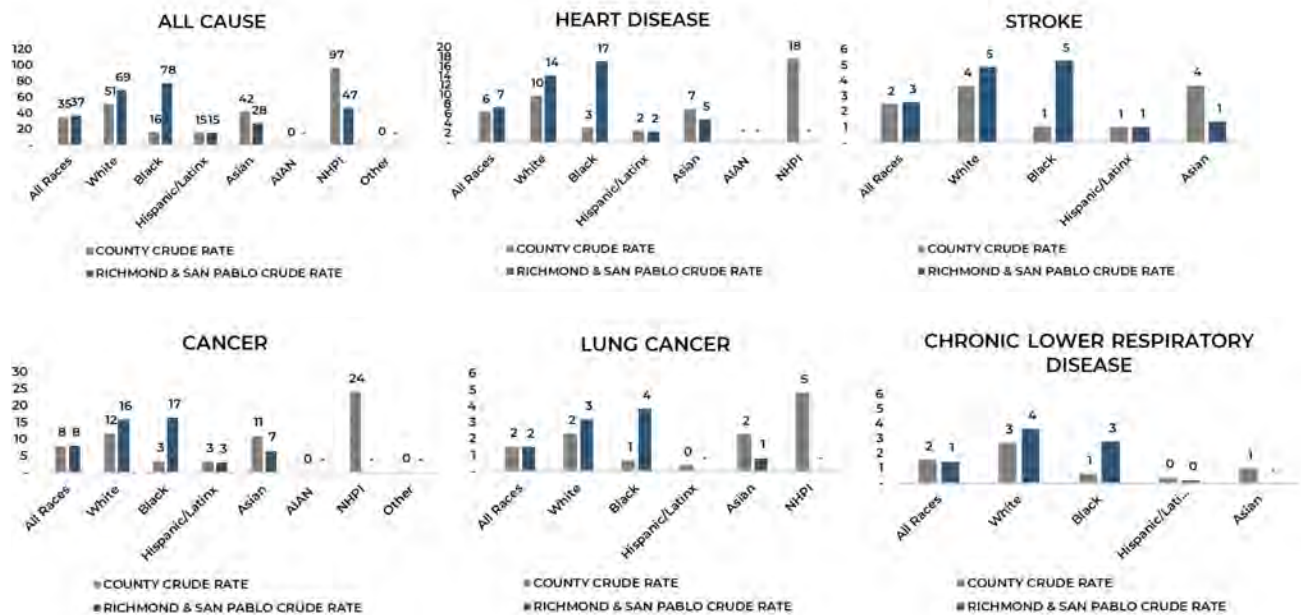 ALL CAUSE
120
100
80
60
40
20
-
35 37 51 69 16 78 15 15 42 28 0 - 97 47 0 -
All Races White Black Hispanic/Latinx Asian AIAN NHPI Other
COUNTY CRUDE RATE
RICHMOND & SAN PABLO CRUDE RATE
HEART DISEASE
20
18
16
14
12
10
8
6
4
2
-
6 7 10 14 3 17 2 2 7 5 - - 18 -
All Races White Black Hispanic/Latinx Asian AIAN NHPI
COUNTY CRUDE RATE
RICHMOND & SAN PABLO CRUDE RATE
STROKE
6
5
4
3
2
1
-
2 3 4 5 1 5 1 1 4 1
All Races White Black Hispanic/Latinx Asian
COUNTY CRUDE RATE
RICHMOND & SAN PABLO CRUDE RATE
CANCER
30
25
20
15
10
5
-
8 8 12 16 3 17 3 3 11 7 0 - 24 - 0 -
All Races White Black Hispanic/Latinx Asian AIAN NHPI Other
COUNTY CRUDE RATE
RICHMOND & SAN PABLO CRUDE RATE
LUNG CANCER
6
5
4
3
2
1
-
2 2 2 3 1 4 0 - 2 1 5 -
All Races White Black Hispanic/Latinx Asian NHPI
COUNTY CRUDE RATE
RICHMOND & SAN PABLO CRUDE RATE
CHRONIC LOWER RESPIRATORY
DISEASE
6
5
4
3
2
1
-
2 1 3 4 1 3 0 0 1 -
All Races White Black Hispanic/Lati... Asian
COUNTY CRUDE RATE
RICHMOND & SAN PABLO CRUDE RATE